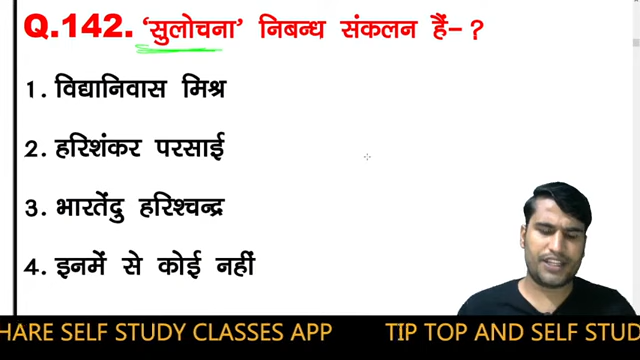 Q.142. 'सुलोचना' निबन्ध संकलन हैं- ?
1. विद्यानिवास मिश्र
2. हरिशंकर परसाई
3. भारतेंदु हरिश्चन्द्र
4. इनमें से कोई नहीं
SHARE SELF STUDY CLASSES APP TIP TOP AND SELF STUD